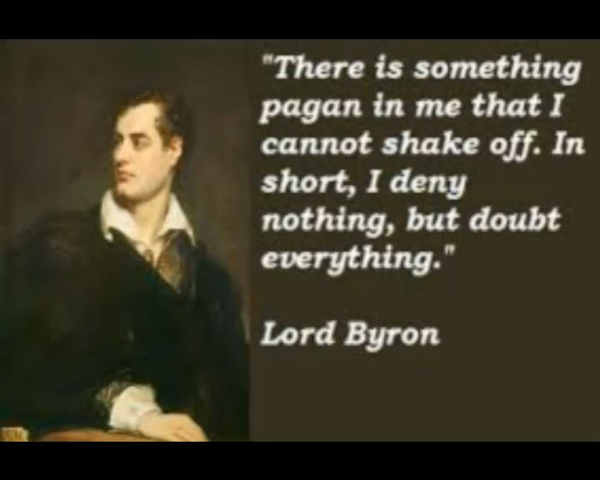 "There is something
pagan in me that I
cannot shake off. In
short, I deny
nothing, but doubt
everything."
Lord Byron